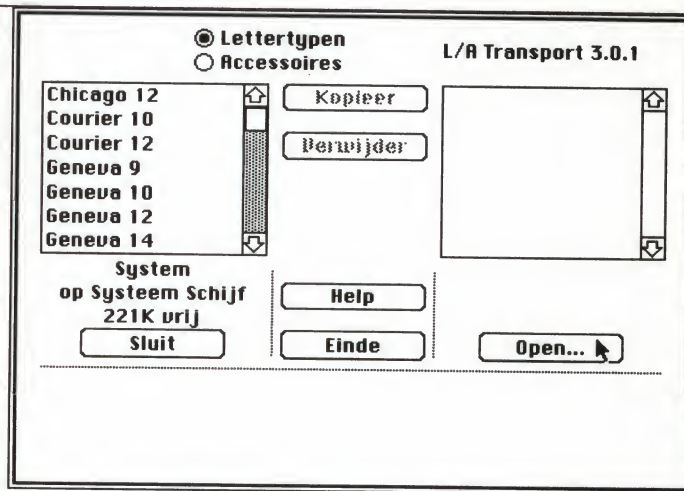 Lettertypen
Accessoires
L/A Transport 3.0.1
Chicago 12
Courier 10
Courier 12
Geneva 9
Geneva 10
Geneva 12
Geneva 14
Kopieer
Verwijder
System
op Systeem Schijf
221K vrij
Sluit
Help
Einde
Open...